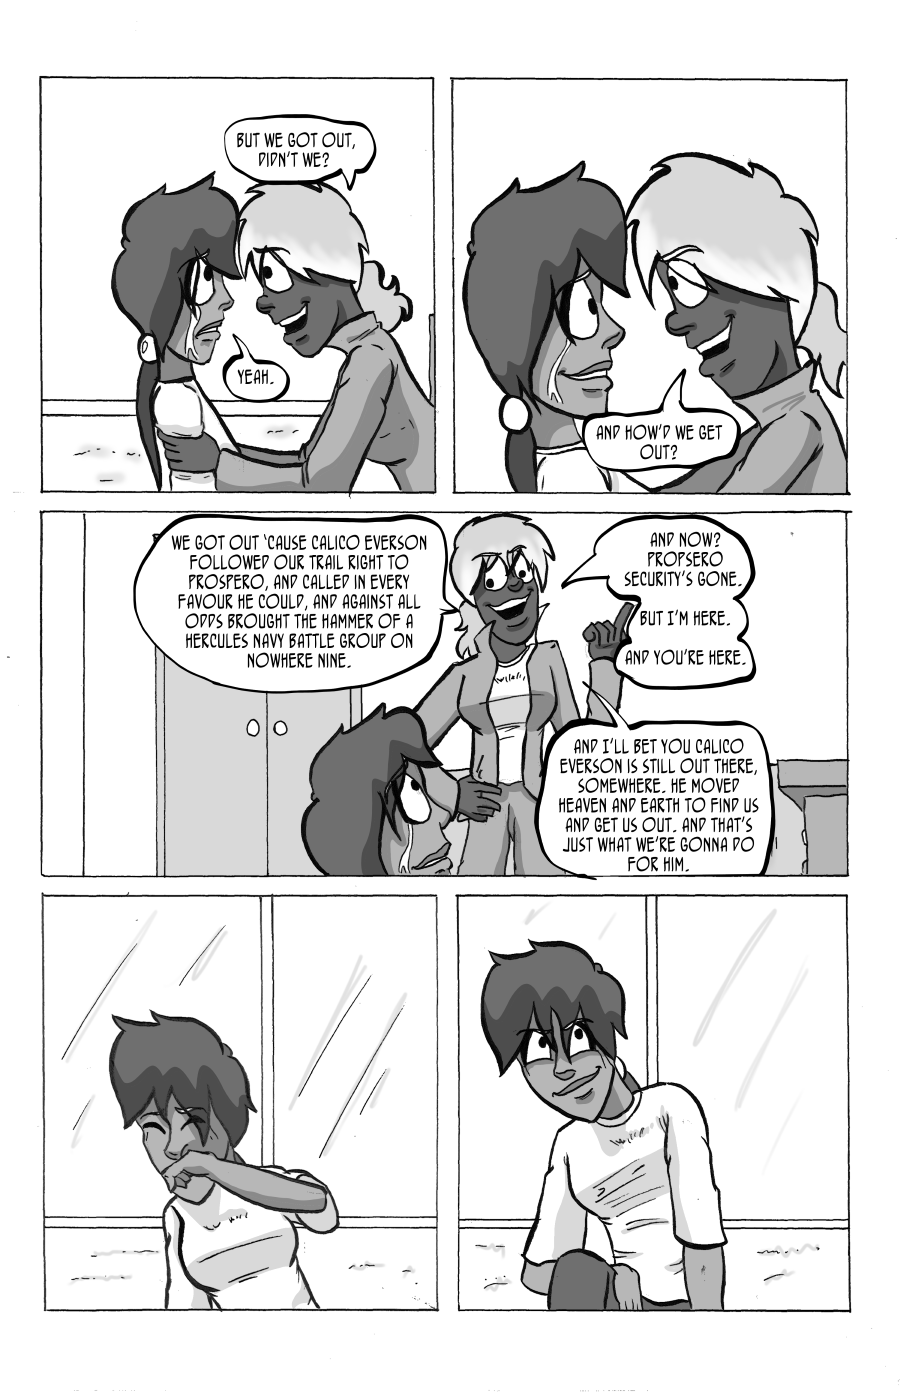 BUT WE GOT OUT,
DIDN'T WE?
YEAH.
AND HOW'D WE GET
OUT?
WE GOT OUT 'CAUSE CALICO EVERSON
FOLLOWED OUR TRAIL RIGHT TO
PROSPERO, AND CALLED IN EVERY
FAVOUR HE COULD, AND AGAINST ALL
ODDS BROUGHT THE HAMMER OF A
HERCULES NAVY BATTLE GROUP ON
NOWHERE NINE.
AND NOW?
PROPSERO
SECURITY'S GONE.
BUT I'M HERE.
AND YOU'RE HERE.
AND I'LL BET YOU CALICO
EVERSON IS STILL OUT THERE,
SOMEWHERE. HE MOVED
HEAVEN AND EARTH TO FIND US
AND GET US OUT. AND THAT'S
JUST WHAT WE'RE GONNA DO
FOR HIM.